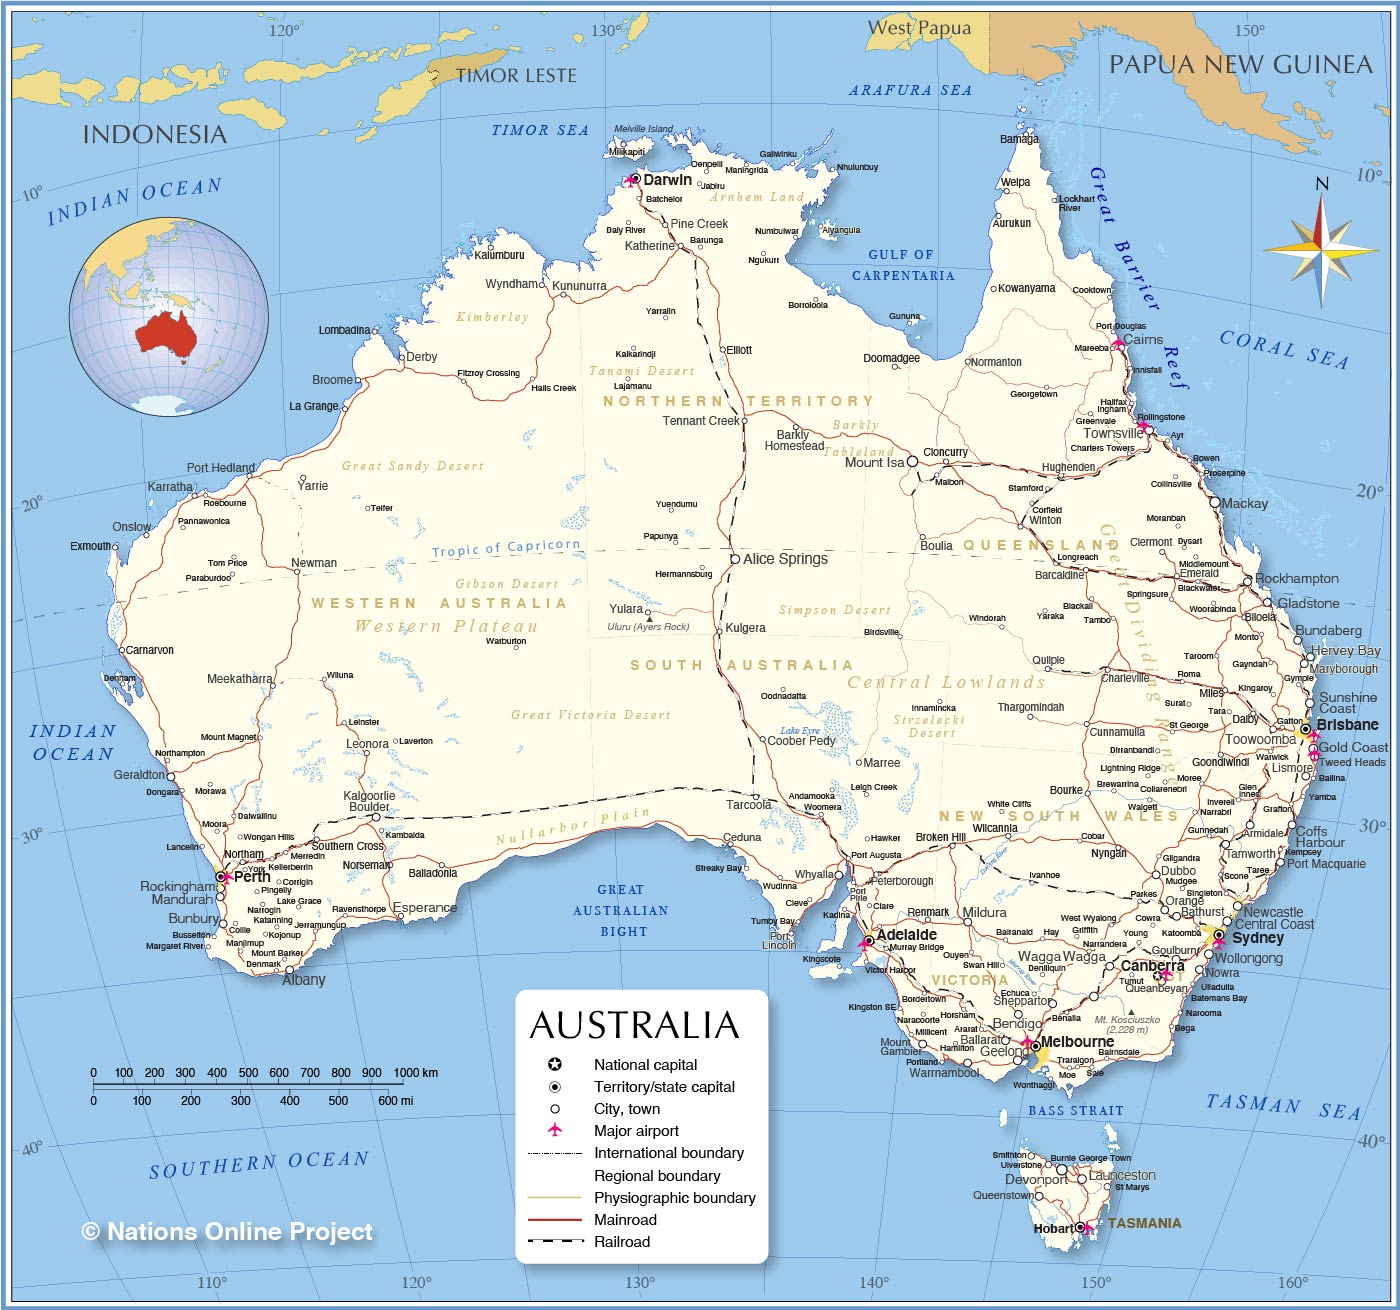 120°
130°
150°
West Papua
PAPUA NEW GUINEA
TIMOR LESTE
ARAFURA SEA
INDONESIA
TIMOR SEA
Melville Island
Milikapiti
Bamaga
10°
INDIAN OCEAN
Darwin
Batchelor
Oenpelli
Maningrida
Galiwinku
Nhulunbuy
Jabiru
Arnhem Land
Weipa
Lockhart
River
Great Barrier Reef
N
10°
Daly River
Pine Creek
Katherine
Barunga
Numbulwar
Alyangula
Ngukurr
Aurukun
GULF OF
CARPENTARIA
Kalumburu
Wyndham
Kununurra
Kimberley
Yarralin
Borroloola
Gununa
Kowanyama
Cooktown
Port Douglas
Cairns
Mareeba
Innisfail
CORAL SEA
Lombadina
Derby
Broome
La Grange
Fitzroy Crossing
Halls Creek
Kalkarindji
Tanami Desert
Lajamanu
Elliott
Doomadgee
Normanton
Georgetown
Halifax
Ingham
Greenvale
Rollingstone
Townsville
Ayr
Charters Towers
NORTHERN TERRITORY
Tennant Creek
Barkly
Homestead
Barkly
Tableland
Mount Isa
Cloncurry
Malbon
Hughenden
Stamford
Bowen
Proserpine
Collinsville
Mackay
Port Hedland
Karratha
Roebourne
Pannawonica
Great Sandy Desert
Yarrie
Telfer
20°
20°
Onslow
Exmouth
Tom Price
Paraburdoo
Newman
Yuendumu
Papunya
Hermannsburg
Alice Springs
Tropic of Capricorn
Corfield
Winton
Boulia
QUEENSLAND
Longreach
Barcaldine
Moranbah
Clermont
Dysart
Middlemount
Emerald
Blackwater
Springsure
Woorabinda
Rockhampton
Gladstone
Biloela
Gibson Desert
WESTERN AUSTRALIA
Western Plateau
Warburton
Yulara
Uluru (Ayers Rock)
Kulgera
Simpson Desert
Birdsville
Windorah
Yaraka
Blackall
Tambo
Great Dividing Range
Monto
Bundaberg
Hervey Bay
Maryborough
Carnarvon
Denham
Meekatharra
Wiluna
SOUTH AUSTRALIA
Oodnadatta
Central Lowlands
Quilpie
Charleville
Taroom
Roma
Gayndah
Gympie
Miles
Kingaroy
Surat
Tara
Dalby
Gatton
Sunshine
Coast
Brisbane
Toowoomba
Gold Coast
Tweed Heads
INDIAN
OCEAN
Great Victoria Desert
Leinster
Leonora
Laverton
Mount Magnet
Lake Eyre
Coober Pedy
Marree
Innamincka
Strzelecki
Desert
Thargomindah
Cunnamulla
St George
Dirranbandi
Goondiwindi
Warwick
Lismore
Ballina
Northampton
Geraldton
Dongara
Morawa
Kalgoorlie
Boulder
Kambalda
Tarcoola
Andamooka
Woomera
Leigh Creek
White Cliffs
Bourke
Lightning Ridge
Brewarrina
Collarenebri
Moree
Walgett
Inverell
Glen
Innes
Narrabri
Yamba
Grafton
30°
30°
Moora
Dalwallinu
Wongan Hills
Lancelin
Northam
Merredin
Southern Cross
York
Kellerberrin
Perth
Corrigin
Pingelly
Norseman
Balladonia
Nullarbor Plain
Ceduna
Streaky Bay
Wudinna
Whyalla
Hawker
Port Augusta
Peterborough
Port
Pirie
NEW SOUTH WALES
Broken Hill
Wilcannia
Cobar
Nyngan
Darling River
Gunnedah
Armidale
Coffs
Harbour
Tamworth
Kempsey
Port Macquarie
Gilgandra
Dubbo
Mudgee
Scone
Taree
Rockingham
Mandurah
Bunbury
Busselton
Margaret River
Narrogin
Lake Grace
Katanning
Collie
Kojonup
Manjimup
Mount Barker
Denmark
Albany
Ravensthorpe
Jerramungup
Esperance
GREAT
AUSTRALIAN
BIGHT
Cleve
Tumby Bay
Port
Lincoln
Kadina
Clare
Adelaide
Murray Bridge
Victor Harbor
Kingscote
Renmark
Mildura
Ivanhoe
Parkes
Orange
Bathurst
Singleton
Newcastle
Central Coast
Sydney
Katoomba
West Wyalong
Cowra
Young
Griffith
Balranald
Hay
Narrandera
Wagga Wagga
Goulburn
Wollongong
Nowra
Ulladulla
Canberra
ACT
Queanbeyan
Tumut
Batemans Bay
Narooma
Bega
Ouyen
Swan Hill
Murray River
Deniliquin
VICTORIA
Echuca
Shepparton
Bendigo
Benalla
Mt. Kosciuszko
(2,228 m)
Kingston SE
Bordertown
Naracoorte
Horsham
Millicent
Ararat
Mount
Gambier
Hamilton
Portland
Ballarat
Geelong
Melbourne
Warrnambool
Traralgon
Bairnsdale
Moe
Sale
Wonthaggi
BASS STRAIT
TASMAN SEA
Smithton
Ulverstone
Burnie
George Town
Devonport
Launceston
St Marys
Queenstown
Hobart
TASMANIA
AUSTRALIA
National capital
Territory/state capital
City, town
Major airport
International boundary
Regional boundary
Physiographic boundary
Mainroad
Railroad
0 100 200 300 400 500 600 700 800 900 1000 km
0 100 200 300 400 500 600 mi
40°
40°
SOUTHERN OCEAN
© Nations Online Project
110°
120°
130°
140°
150°
160°